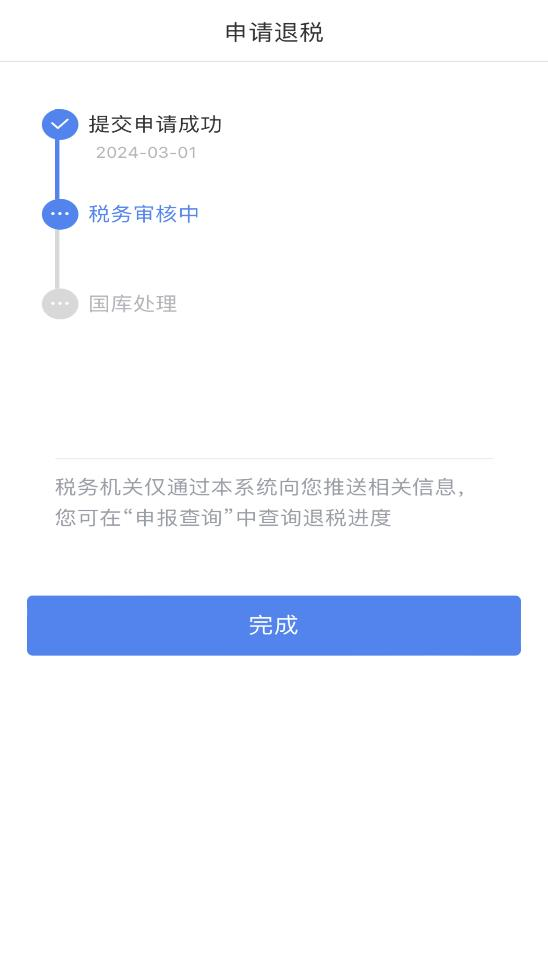 申请退税
提交申请成功
2024-03-01
税务审核中
国库处理
税务机关仅通过本系统向您推送相关信息，
您可在“申报查询”中查询退税进度
完成